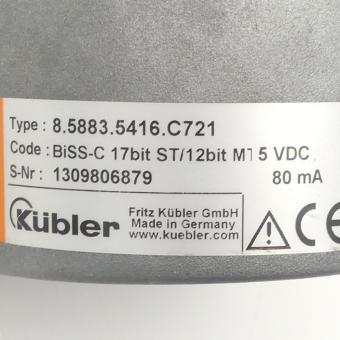 Type : 8.5883.5416.C721
Code : BiSS-C 17bit ST/12bit MT 5 VDC
S-Nr : 1309806879 80 mA
Kübler
Fritz Kübler GmbH
Made in Germany
www.kuebler.com
CE